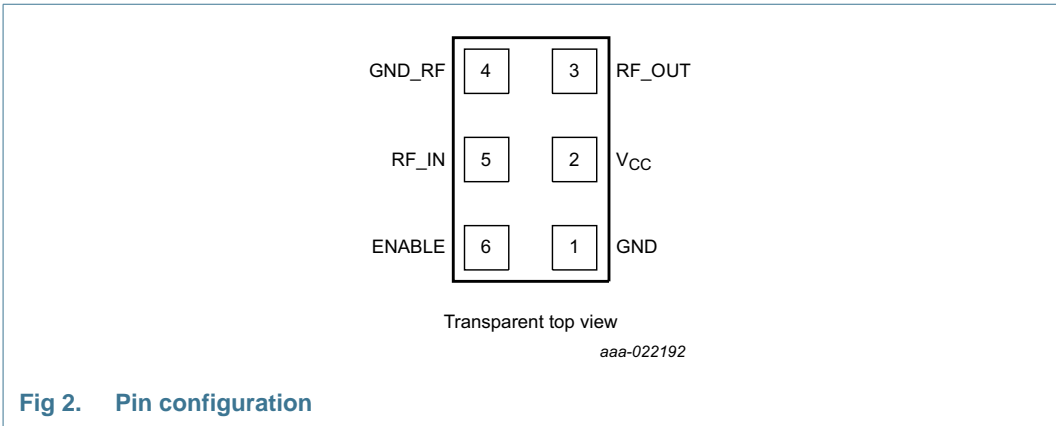 GND_RF 4 3 RF_OUT
RF_IN 5 2 VCC
ENABLE 6 1 GND
Transparent top view
aaa-022192
Fig 2. Pin configuration